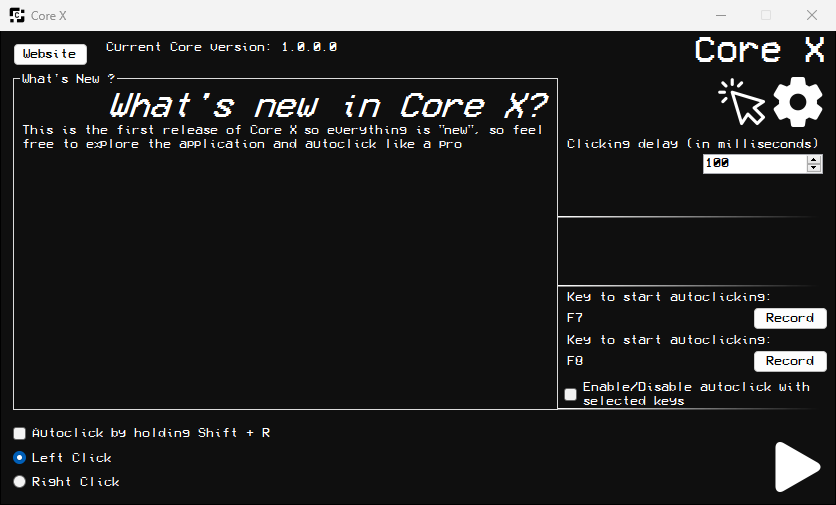 Core X
Website
Current Core version: 1.0.0.0
Core X
What's New ?
What's new in Core X?
This is the first release of Core X so everything is "new", so feel
free to explore the application and autoclick like a pro
Clicking delay (in milliseconds)
100
Key to start autoclicking:
F7
Record
Key to start autoclicking:
F8
Record
Enable/Disable autoclick with
selected keys
Autoclick by holding Shift + R
Left Click
Right Click